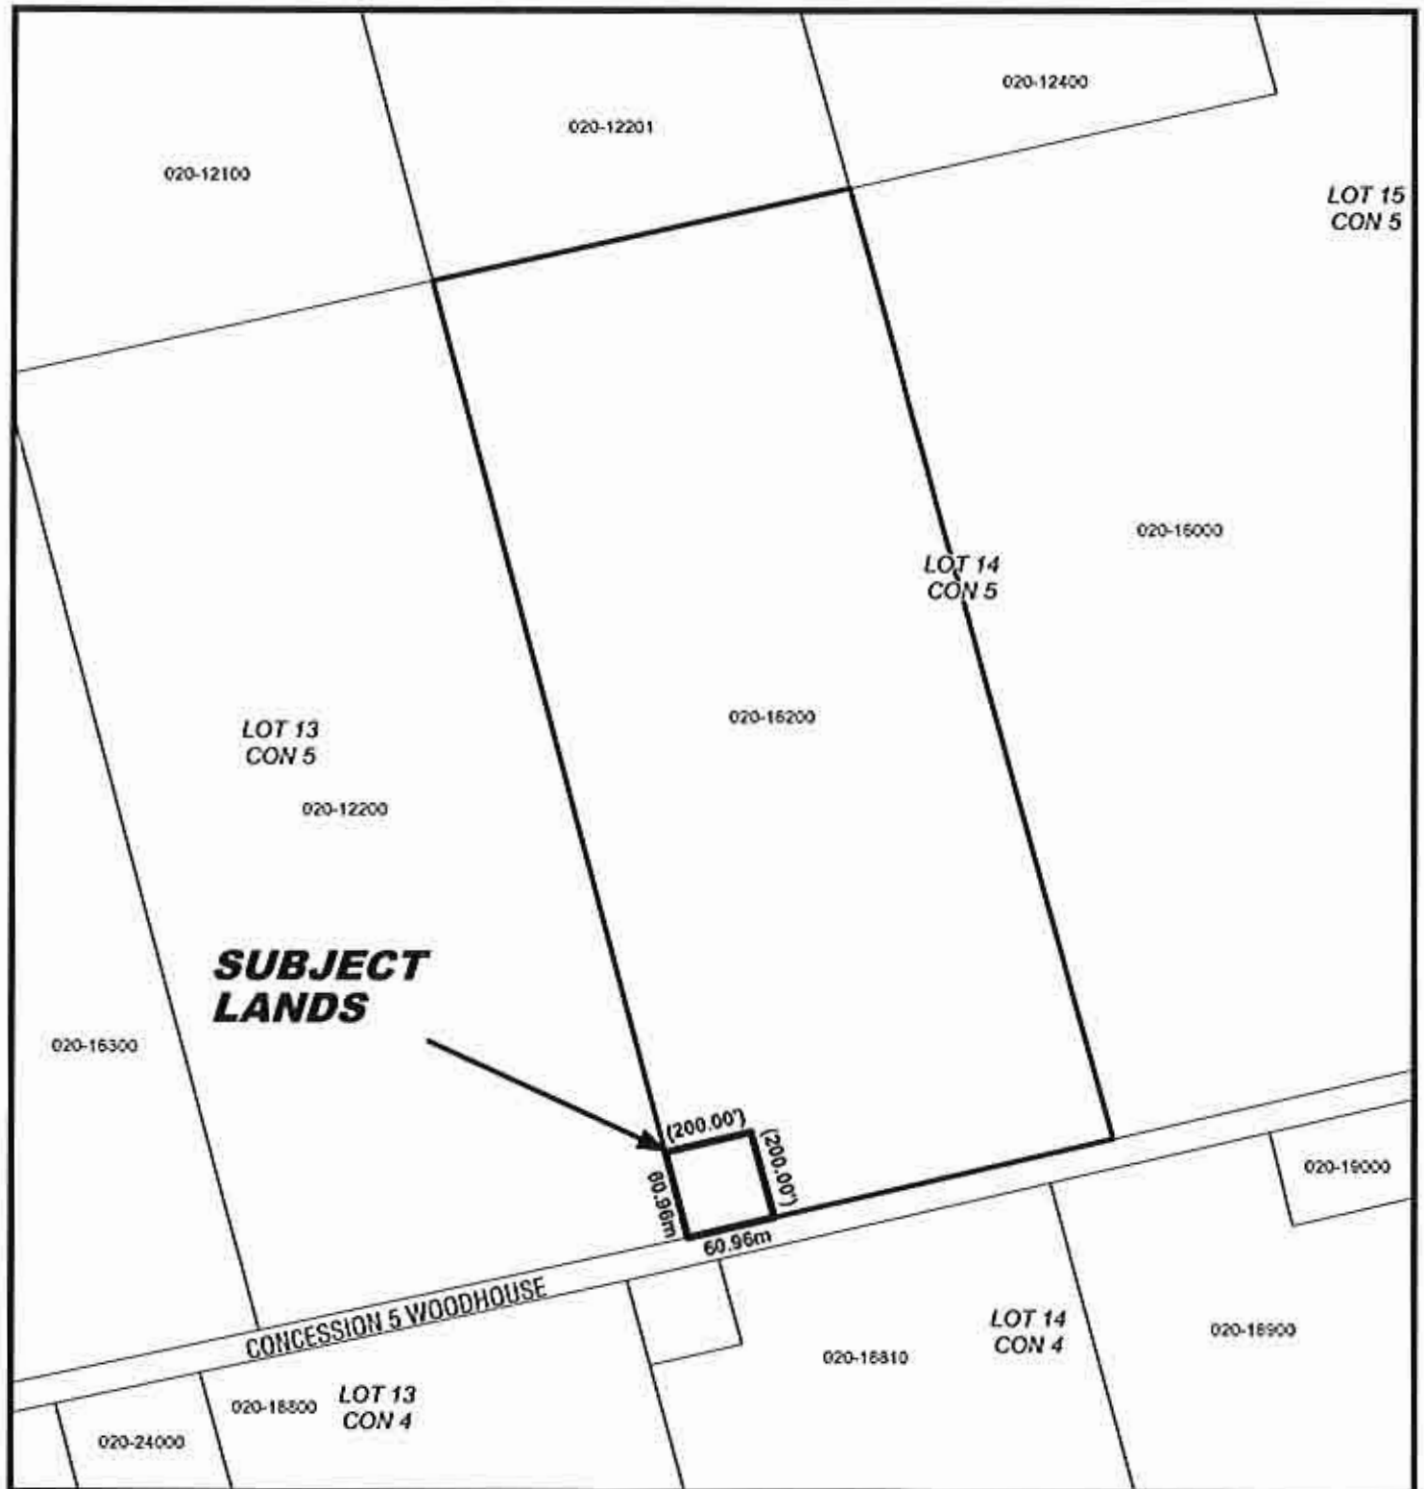 020-12400
020-12201
020-12100
LOT 15
CON 5
020-16000
LOT 14
CON 5
020-16200
LOT 13
CON 5
020-12200
SUBJECT
LANDS
020-16300
(200.00')
(200.00')
60.96m
60.96m
020-19000
CONCESSION 5 WOODHOUSE
LOT 14
CON 4
020-18900
020-18810
020-18800
LOT 13
CON 4
020-24000